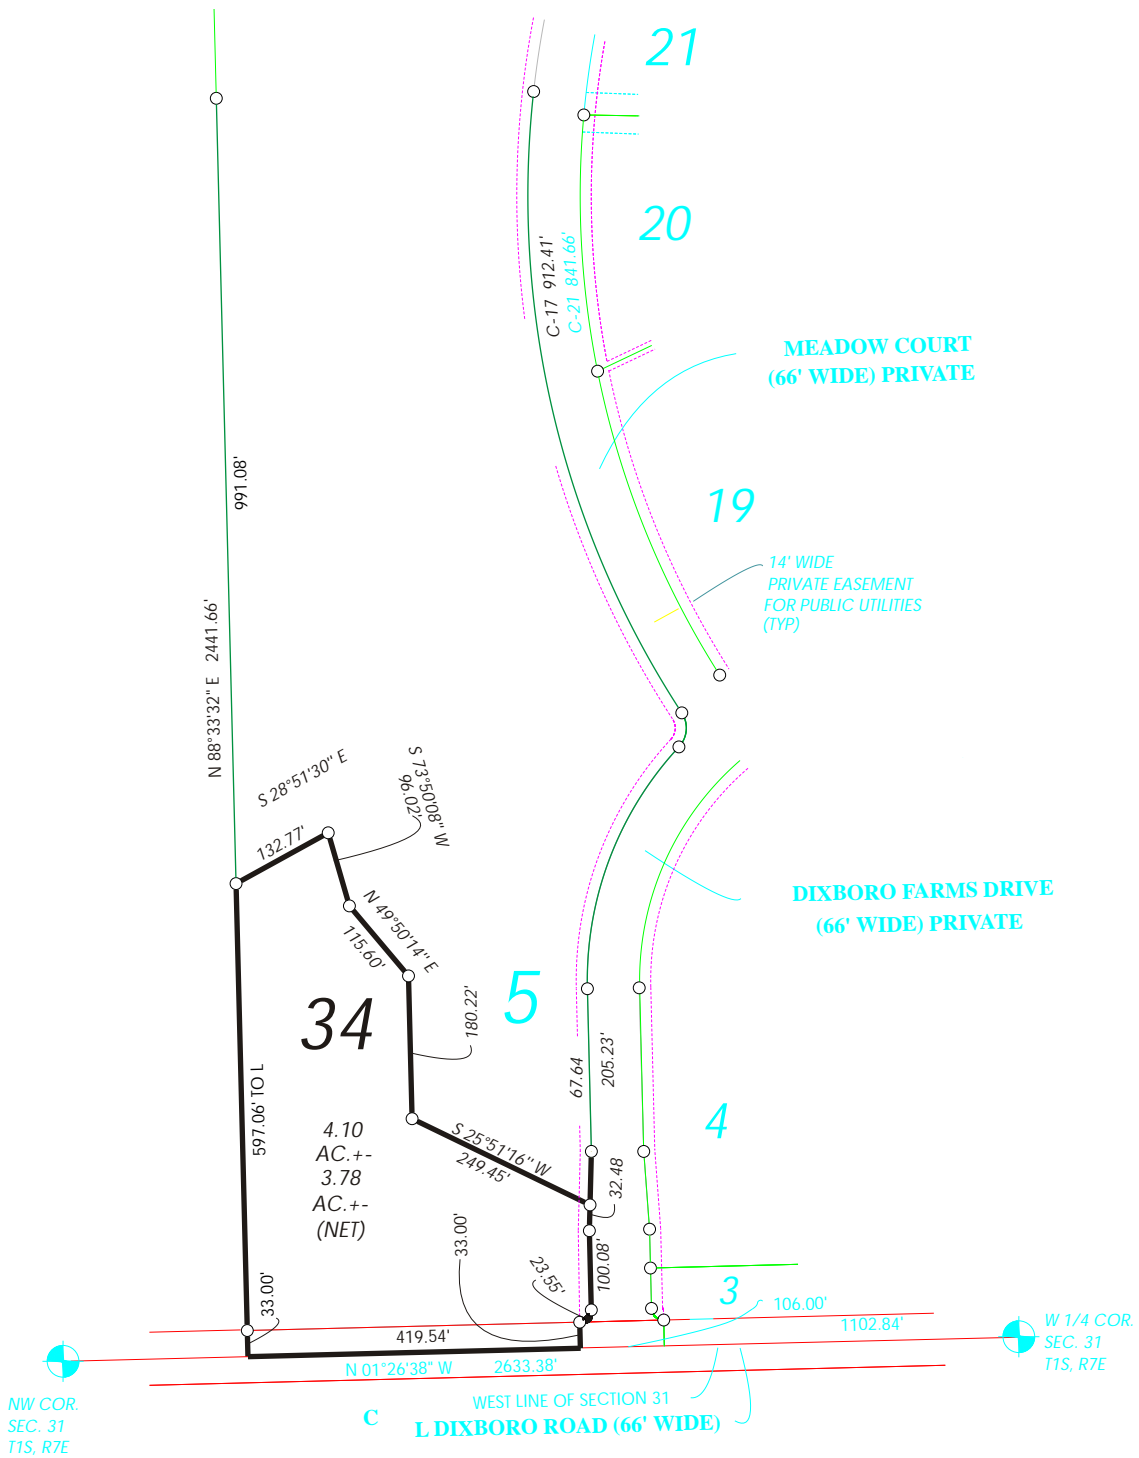 21
20
C-17 912.41'
C-21 841.66'
MEADOW COURT
(66' WIDE) PRIVATE
991.08'
19
14' WIDE
PRIVATE EASEMENT
FOR PUBLIC UTILITIES
(TYP)
N 88°33'32" E 2441.66'
S 28°51'30" E
132.77'
S 73°50'08" W
96.02'
DIXBORO FARMS DRIVE
(66' WIDE) PRIVATE
N 49°50'14" E
115.60'
5
34
180.22'
67.64
205.23'
4
597.06' TO L
4.10
AC.+-
3.78
AC.+-
(NET)
S 25°51'16" W
249.45'
32.48
33.00'
23.55'
100.08'
33.00'
3
106.00'
1102.84'
W 1/4 COR.
SEC. 31
T1S, R7E
419.54'
N 01°26'38" W 2633.38'
NW COR.
SEC. 31
T1S, R7E
WEST LINE OF SECTION 31
C
L DIXBORO ROAD (66' WIDE)